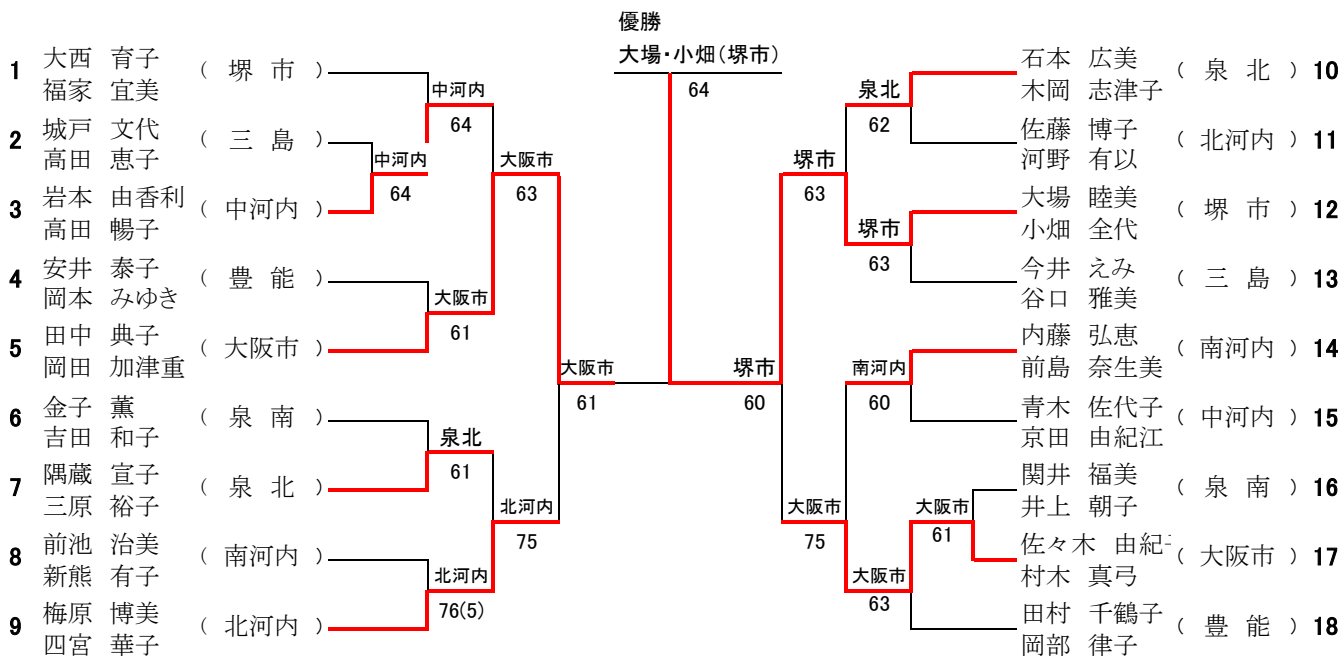 優勝
大場・小畑(堺市)
64
1 大西 育子 ( 堺 市 )
福家 宜美
2 城戸 文代 ( 三 島 )
高田 恵子
3 岩本 由香利 ( 中河内 )
高田 暢子
4 安井 泰子 ( 豊 能 )
岡本 みゆき
5 田中 典子 ( 大阪市 )
岡田 加津重
6 金子 薫 ( 泉 南 )
吉田 和子
7 隅蔵 宣子 ( 泉 北 )
三原 裕子
8 前池 治美 ( 南河内 )
新熊 有子
9 梅原 博美 ( 北河内 )
四宮 華子
中河内
64
中河内
64
大阪市
63
大阪市
61
大阪市
61
泉北
61
北河内
75
北河内
76(5)
堺市
60
堺市
63
泉北
62
堺市
63
南河内
60
大阪市
75
大阪市
61
大阪市
63
石本 広美 ( 泉 北 ) 10
木岡 志津子
佐藤 博子 ( 北河内 ) 11
河野 有以
大場 睦美 ( 堺 市 ) 12
小畑 全代
今井 えみ ( 三 島 ) 13
谷口 雅美
内藤 弘恵 ( 南河内 ) 14
前島 奈生美
青木 佐代子 ( 中河内 ) 15
京田 由紀江
関井 福美 ( 泉 南 ) 16
井上 朝子
佐々木 由紀 ( 大阪市 ) 17
村木 真弓
田村 千鶴子 ( 豊 能 ) 18
岡部 律子